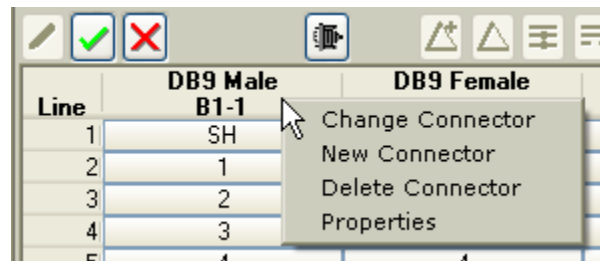 DB9 Male DB9 Female
Line B1-1
1 SH
2 1
3 2
4 3
Change Connector
New Connector
Delete Connector
Properties